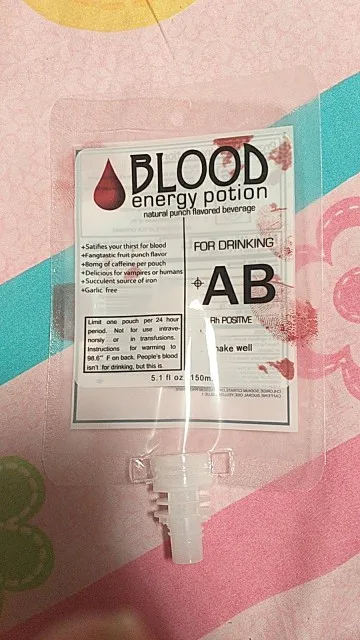 BLOOD
energy potion
natural punch flavored beverage
+Satifies your thirst for blood
+Fangtastic fruit punch flavor
+80mg of caffeine per pouch
+Delicious for vampires or humans
+Succulent source of iron
+Garlic free
FOR DRINKING
AB
Rh POSITIVE
hake well
Limit one pouch per 24 hour
period. Not for use intrave-
norsly or in transfusions.
Instructions for warming to
98.6° F on back. People's blood
isn't for drinking, but this is.
5.1 fl oz 150m